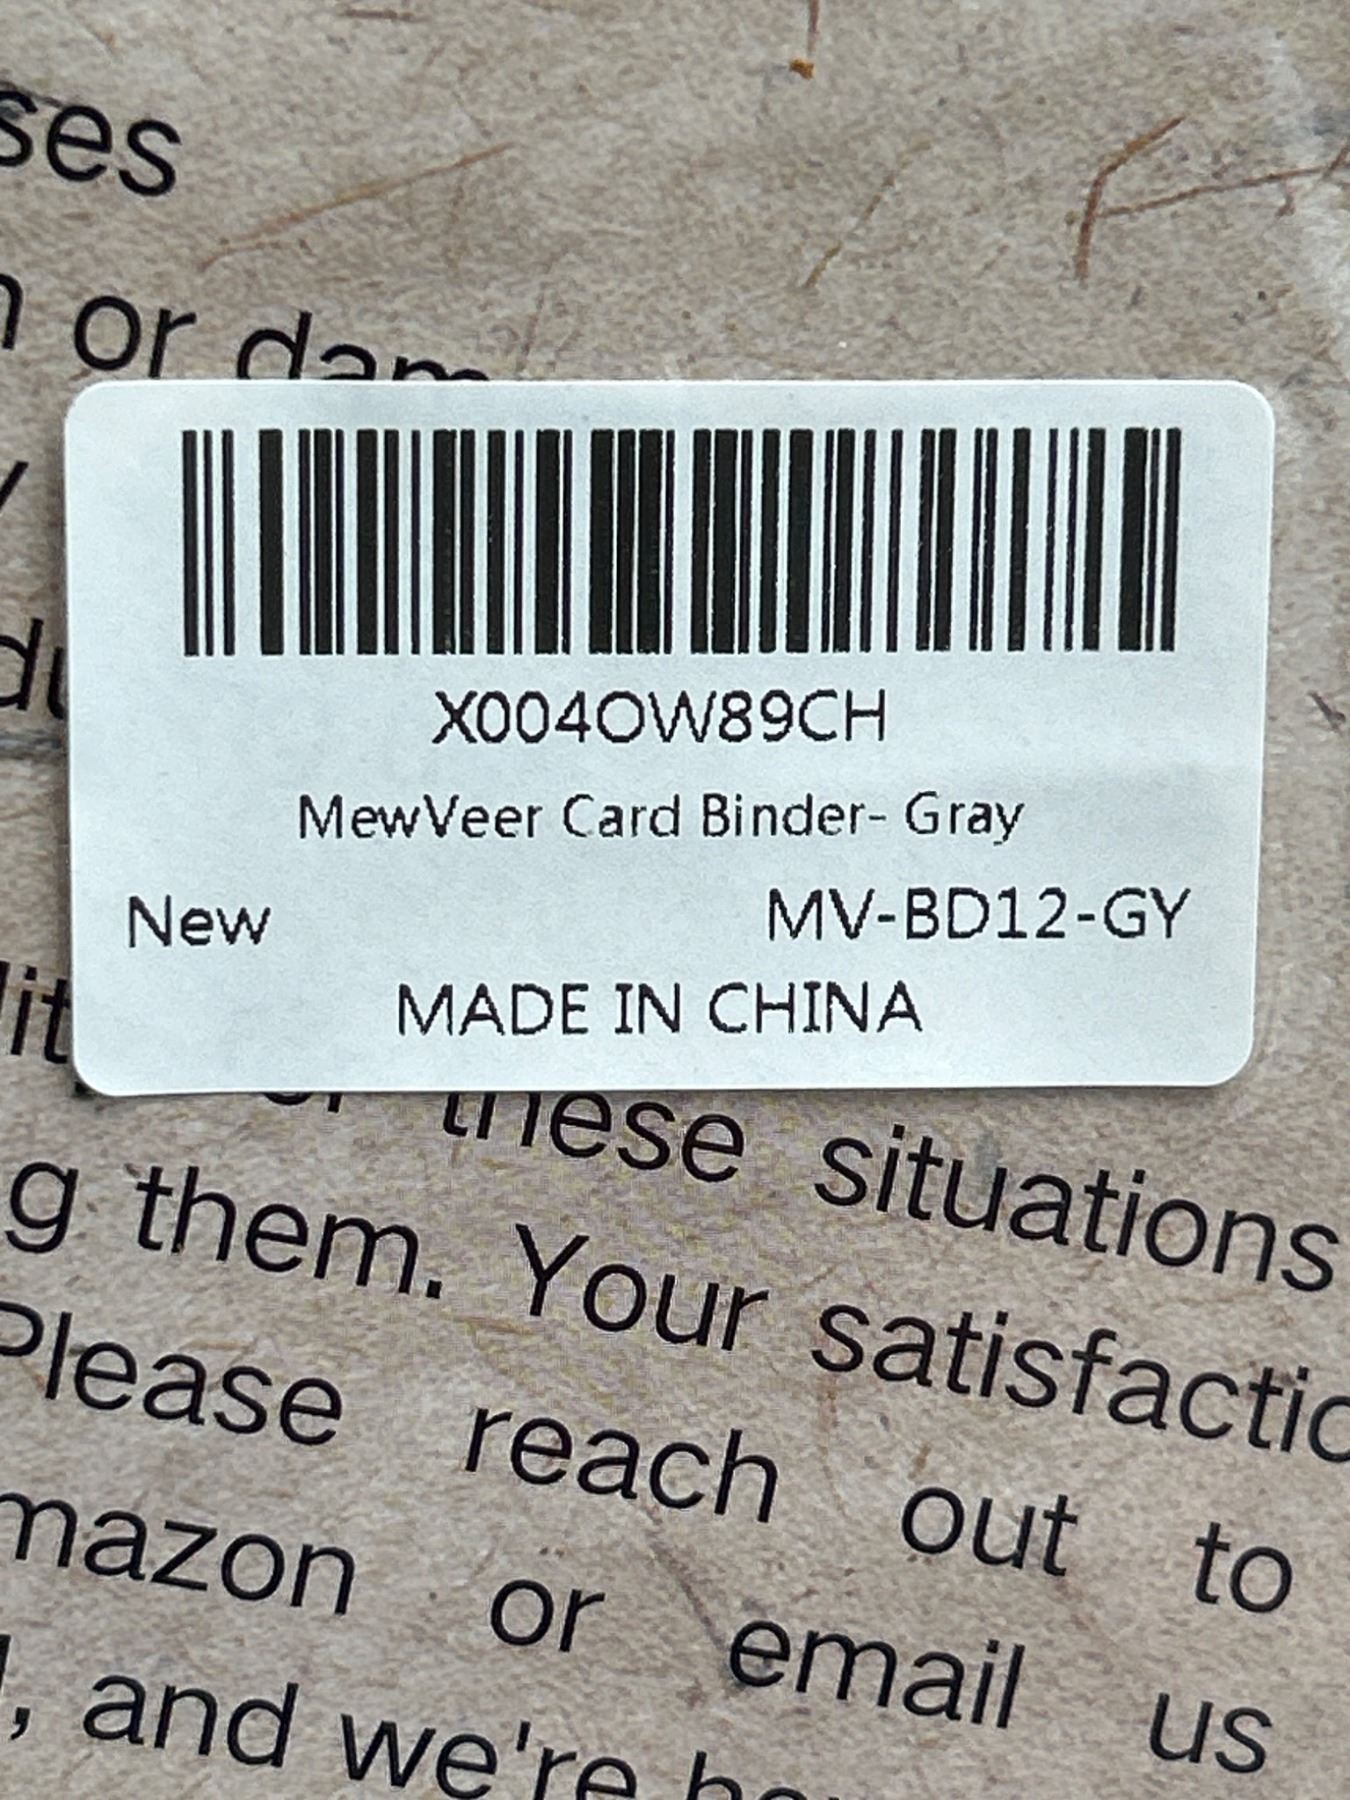 ses
or dam
X004OW89CH
MewVeer Card Binder- Gray
New MV-BD12-GY
MADE IN CHINA
these situations
g them. Your satisfactio
Please reach out to
mazon or email us
, and we're